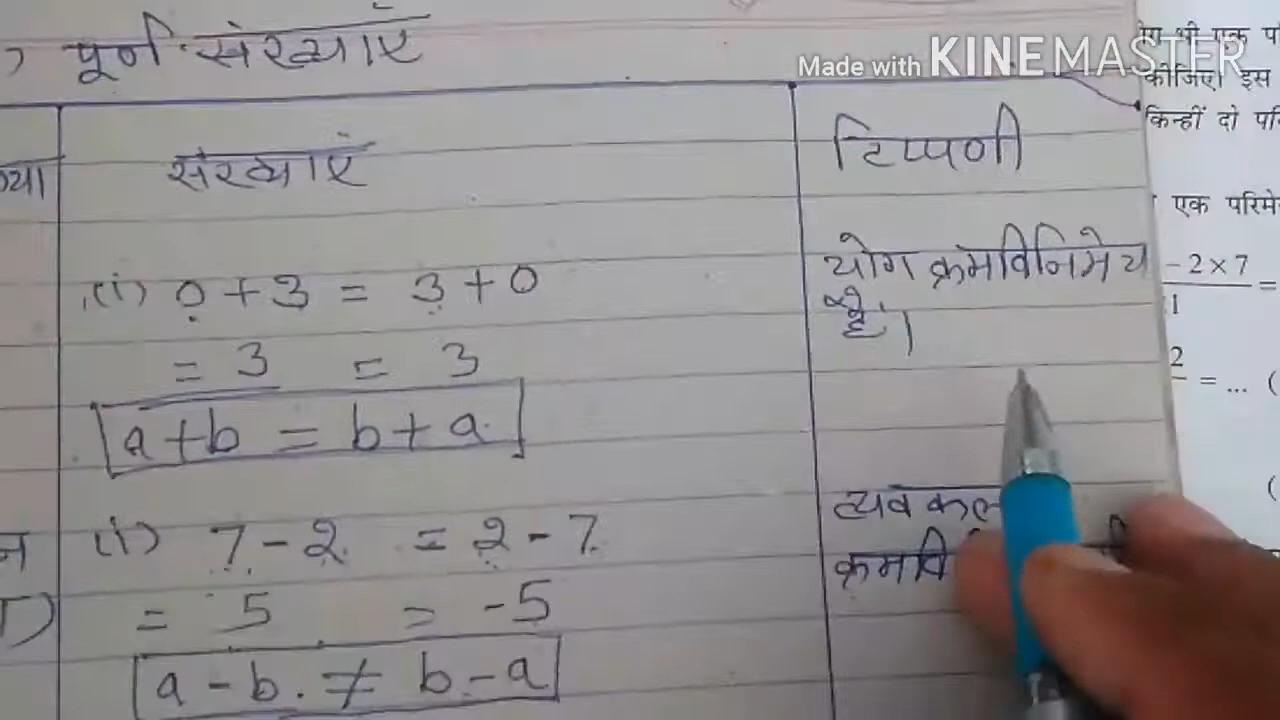 पूर्ण संख्याएं
Made with KINEMASTER
संख्याएं
टिप्पणी
(i) 0 + 3 = 3 + 0
= 3 = 3
a + b = b + a
योग क्रमविनिमेय
है।
(i) 7 - 2 = 2 - 7
= 5 = -5
a - b ≠ b - a
भी एक
कीजिए। इस
किन्हीं दो
एक
-2 × 7
1
=
2
= ... (
(